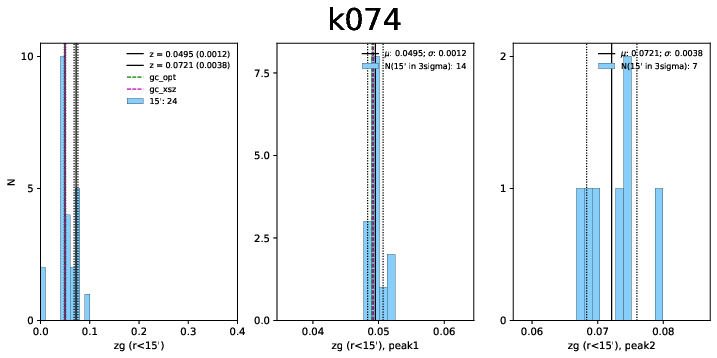 k074
z = 0.0495 (0.0012)
z = 0.0721 (0.0038)
gc_opt
gc_xsz
15': 24
N
10
5
0
0.0 0.1 0.2 0.3 0.4
zg (r<15')
μ: 0.0495; σ: 0.0012
N(15' in 3sigma): 14
7.5
5.0
2.5
0.0
0.04 0.05 0.06
zg (r<15'), peak1
μ: 0.0721; σ: 0.0038
N(15' in 3sigma): 7
2
1
0
0.06 0.07 0.08
zg (r<15'), peak2